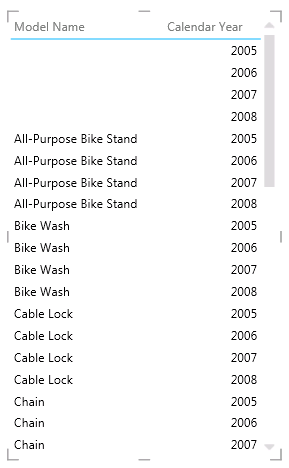 Model Name Calendar Year
2005
2006
2007
2008
All-Purpose Bike Stand 2005
All-Purpose Bike Stand 2006
All-Purpose Bike Stand 2007
All-Purpose Bike Stand 2008
Bike Wash 2005
Bike Wash 2006
Bike Wash 2007
Bike Wash 2008
Cable Lock 2005
Cable Lock 2006
Cable Lock 2007
Cable Lock 2008
Chain 2005
Chain 2006
Chain 2007